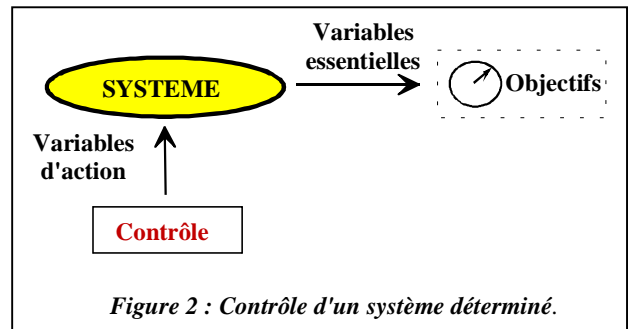 Variables
essentielles
SYSTEME
Objectifs
Variables
d'action
Contrôle
Figure 2 : Contrôle d'un système déterminé.